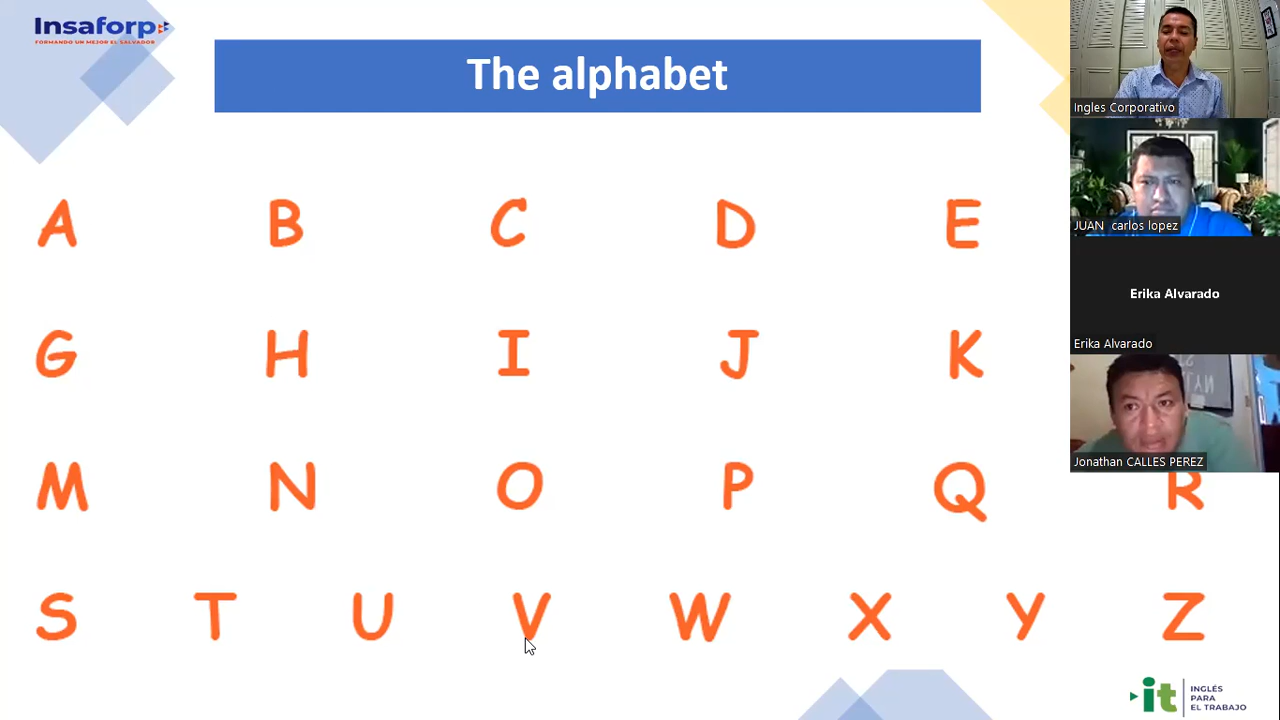 Insaforp
FORMANDO UN MEJOR EL SALVADOR
The alphabet
A B C D E
G H I J K
M N O P Q R
S T U V W X Y Z
Ingles Corporativo
JUAN carlos lopez
Erika Alvarado
Erika Alvarado
Jonathan CALLES PEREZ
it
INGLÉS
PARA
EL TRABAJO